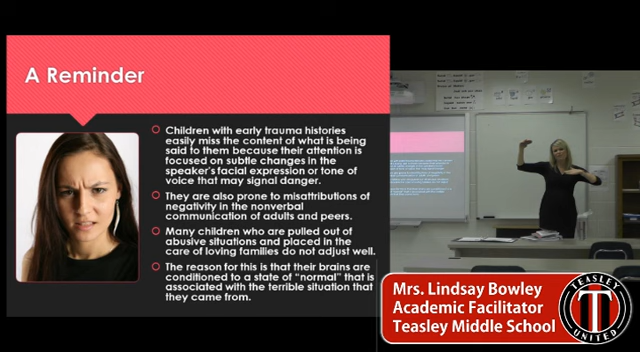 A Reminder
Children with early trauma histories
easily miss the content of what is being
said to them because their attention is
focused on subtle changes in the
speaker's facial expression or tone of
voice that may signal danger.
They are also prone to misattributions of
negativity in the nonverbal
communication of adults and peers.
Many children who are pulled out of
abusive situations and placed in the
care of loving families do not adjust well.
The reason for this is that their brains are
conditioned to a state of "normal" that is
associated with the terrible situation that
they came from.
Mrs. Lindsay Bowley
Academic Facilitator
Teasley Middle School
TEASLEY
T
UNITED